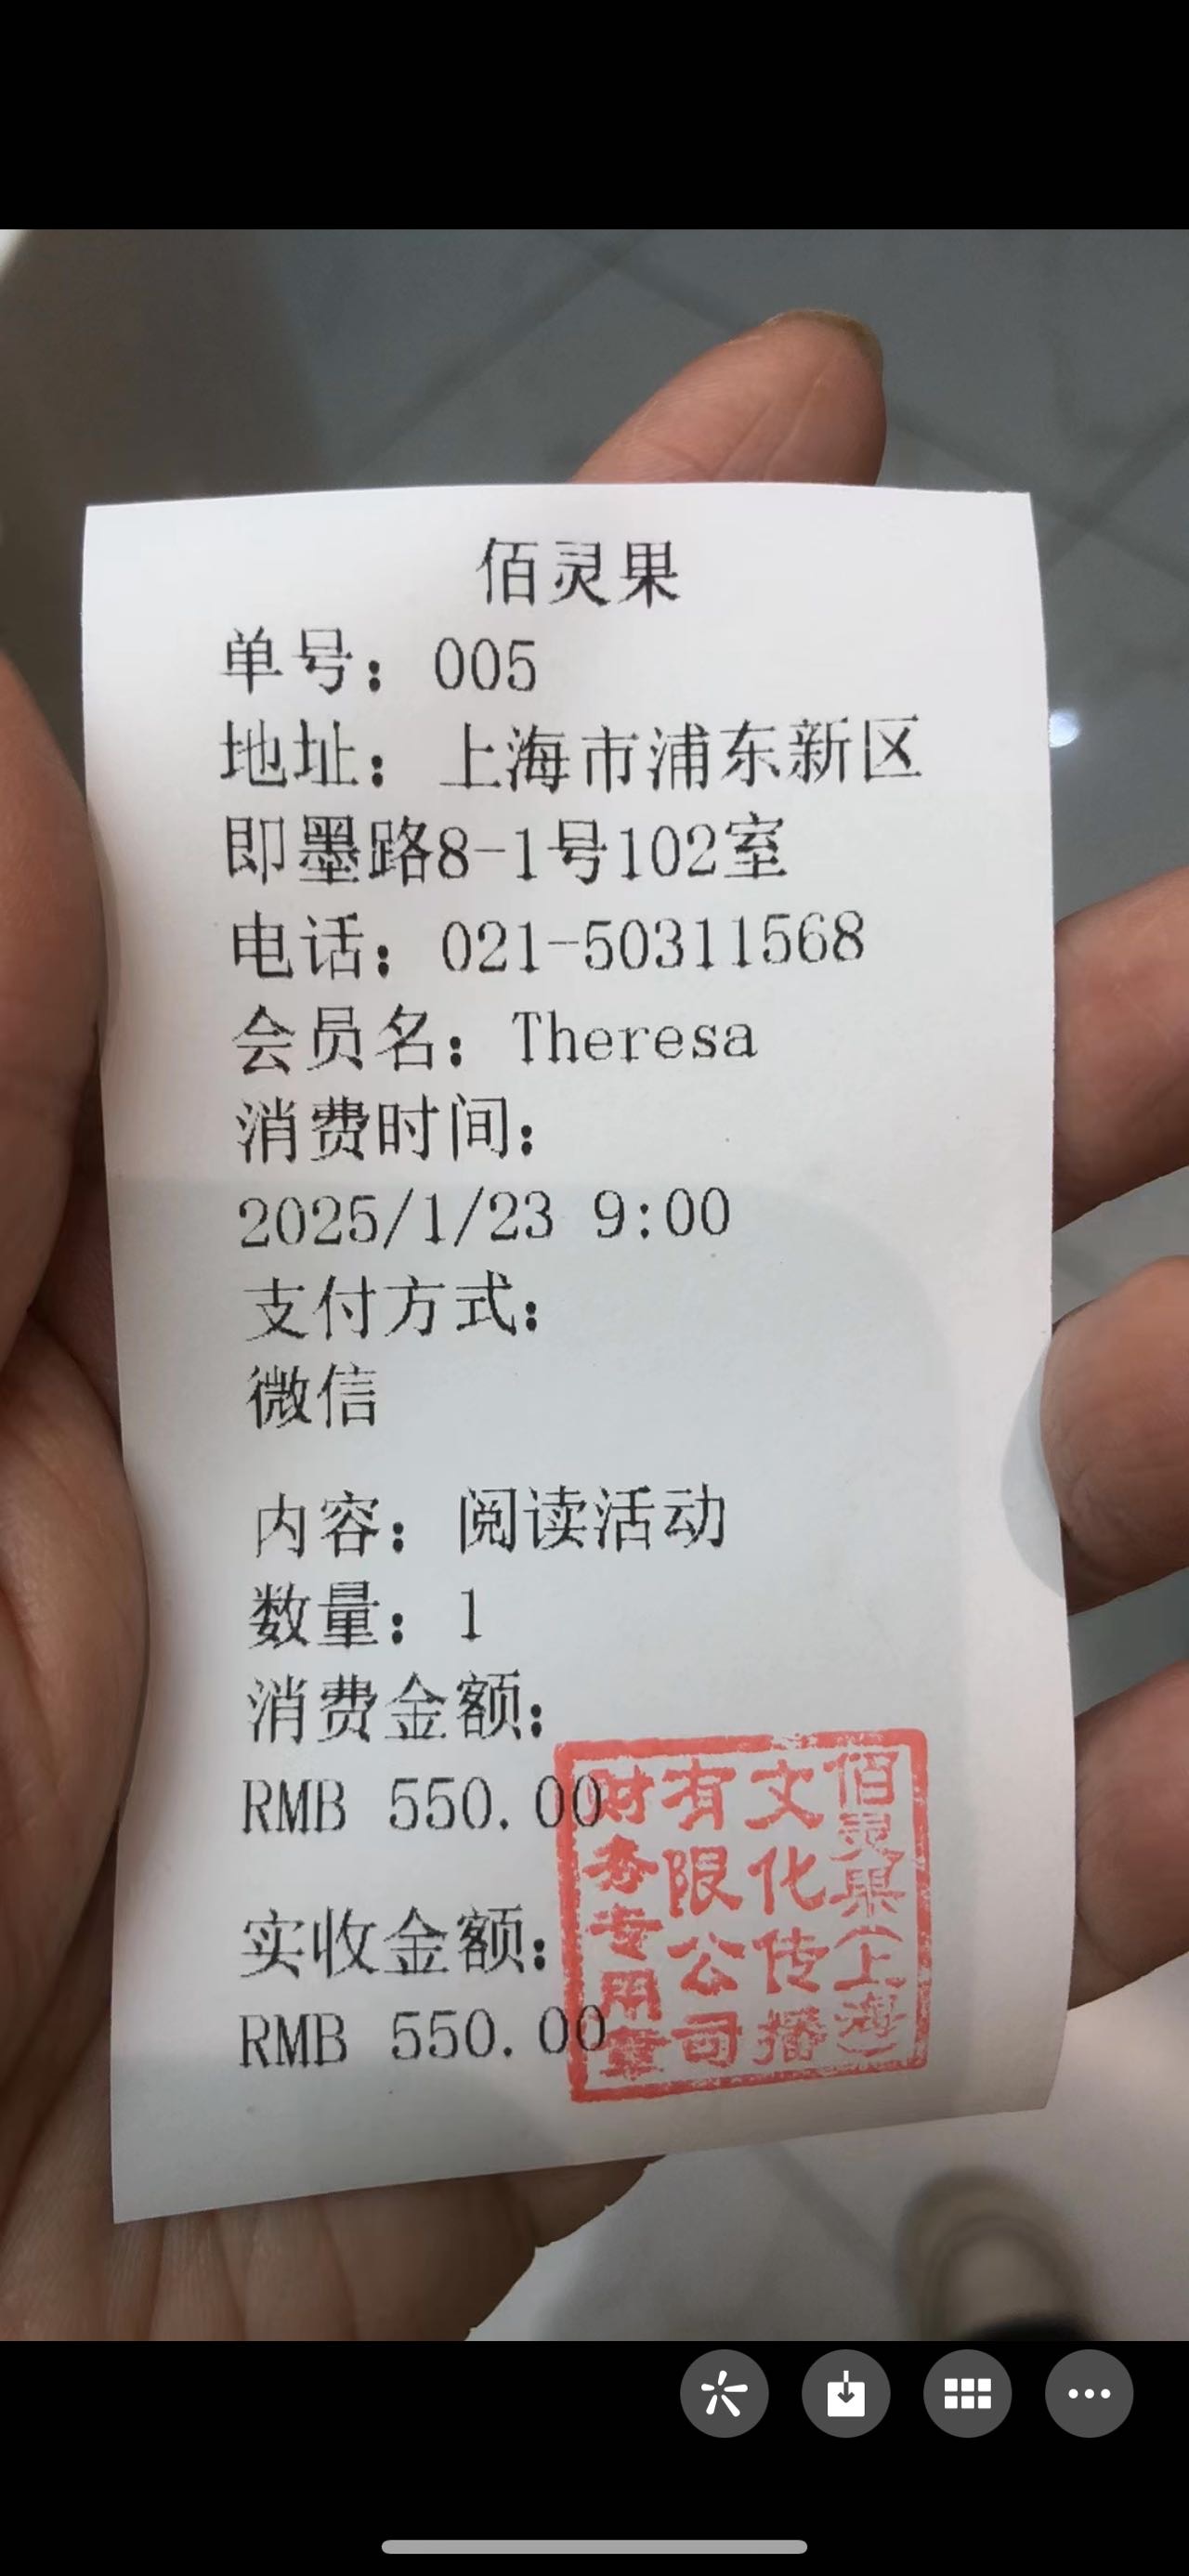 佰灵果
单号：005
地址：上海市浦东新区
即墨路8-1号102室
电话：021-50311568
会员名：Theresa
消费时间：
2025/1/23 9:00
支付方式：
微信
内容：阅读活动
数量：1
消费金额：
RMB 550.00
实收金额：
RMB 550.00
佰灵果(上海)
文化传播
有限公司
财务专用章